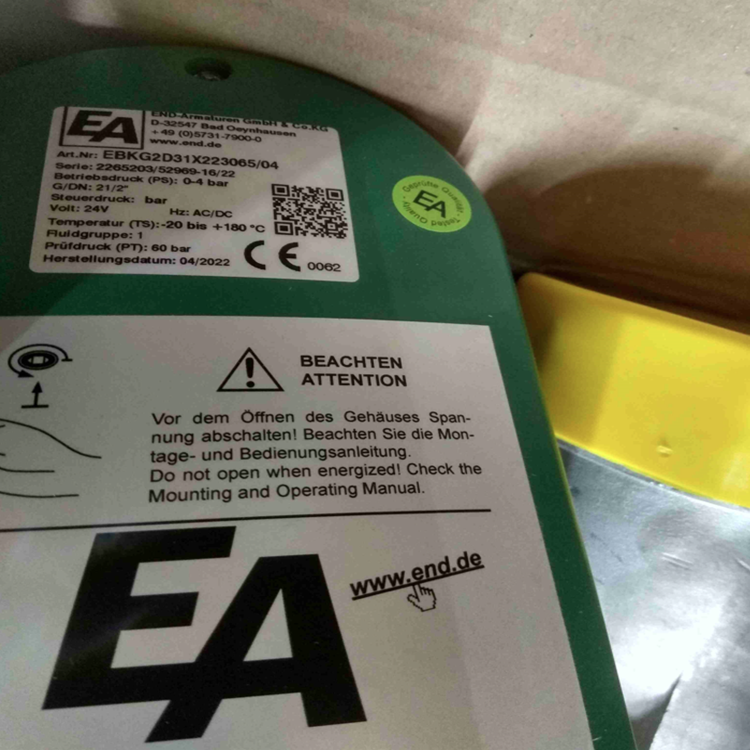 EA
END-Armaturen GmbH & Co.KG
D-32547 Bad Oeynhausen
+ 49 (0)5731-7900-0
www.end.de
Art.Nr: EBKG2D31X223065/04
Serie: 2265203/52969-16/22
Betriebsdruck (PS): 0-4 bar
G/DN: 21/2"
Steuerdruck: bar
Volt: 24V Hz: AC/DC
Temperatur (TS):-20 bis +180 °C
Fluidgruppe: 1
Prüfdruck (PT): 60 bar
Herstellungsdatum: 04/2022
CE 0062
Geprüfte Qualität
EA
Tested Quality
BEACHTEN
ATTENTION
Vor dem Öffnen des Gehäuses Span-
nung abschalten! Beachten Sie die Mon-
tage- und Bedienungsanleitung.
Do not open when energized! Check the
Mounting and Operating Manual.
EA
www.end.de